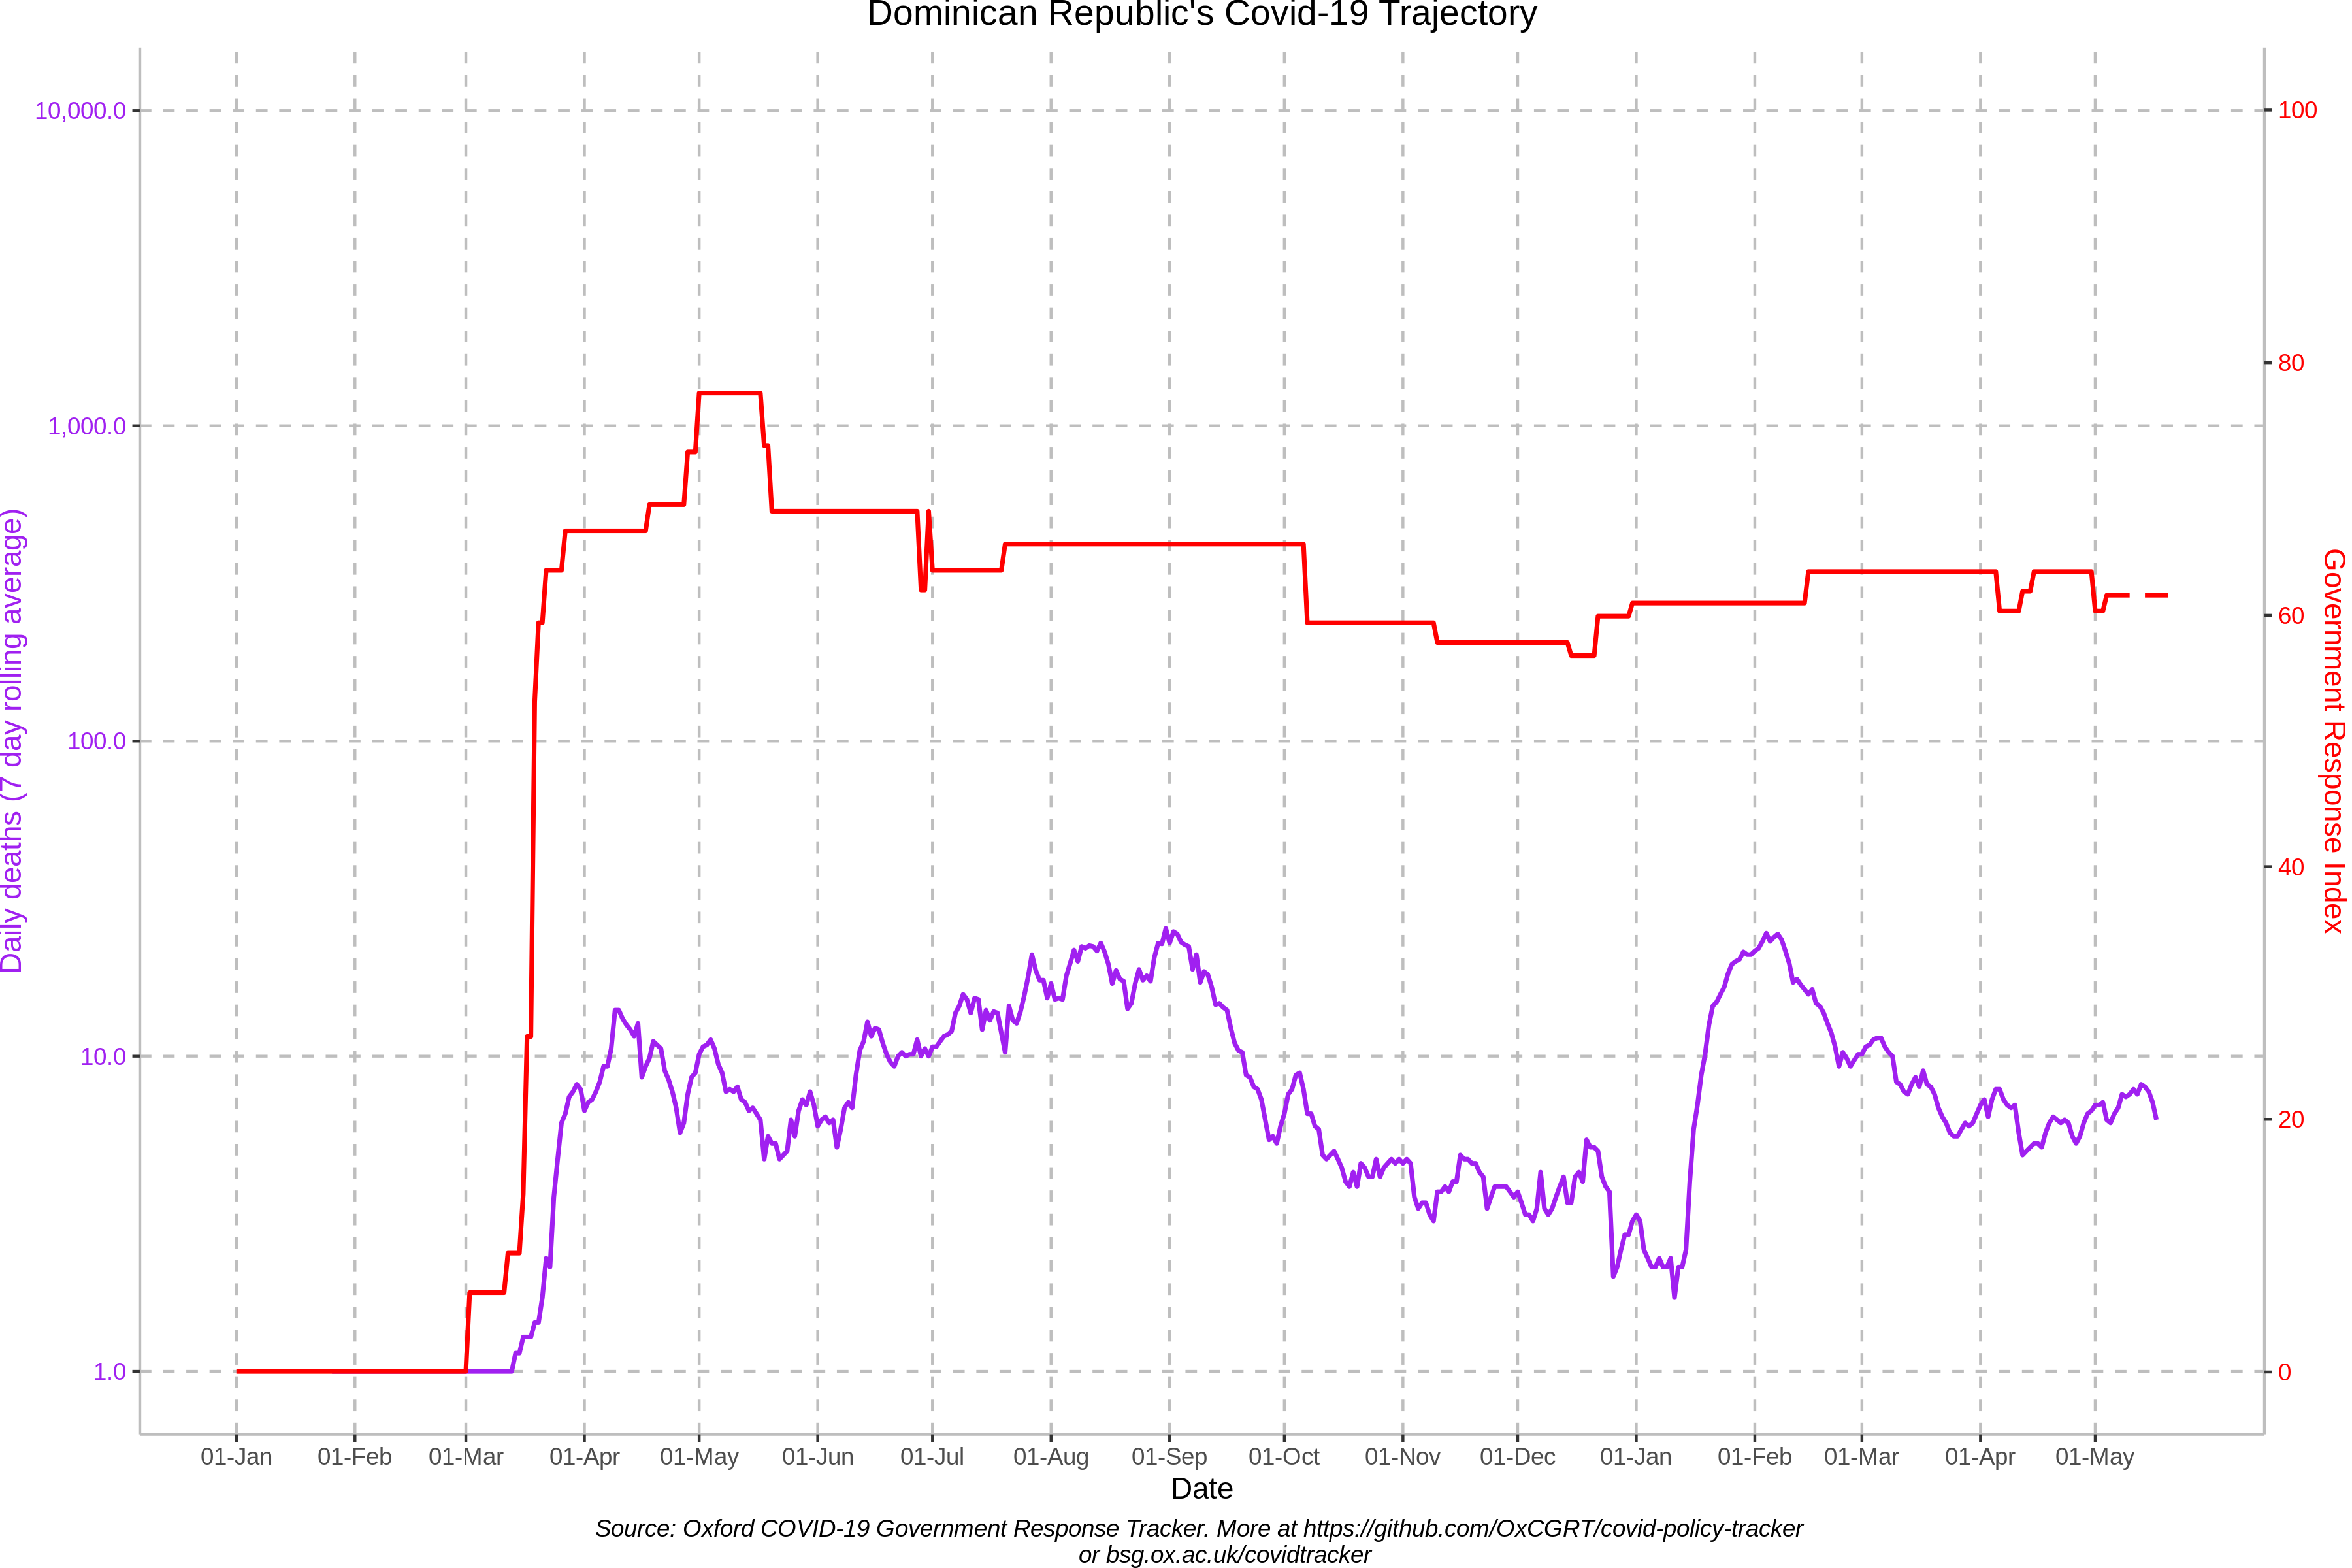 Dominican Republic's Covid-19 Trajectory
10,000.0
1,000.0
100.0
10.0
1.0
Daily deaths (7 day rolling average)
100
80
60
40
20
0
Government Response Index
01-Jan 01-Feb 01-Mar 01-Apr 01-May 01-Jun 01-Jul 01-Aug 01-Sep 01-Oct 01-Nov 01-Dec 01-Jan 01-Feb 01-Mar 01-Apr 01-May
Date
Source: Oxford COVID-19 Government Response Tracker. More at https://github.com/OxCGRT/covid-policy-tracker
or bsg.ox.ac.uk/covidtracker